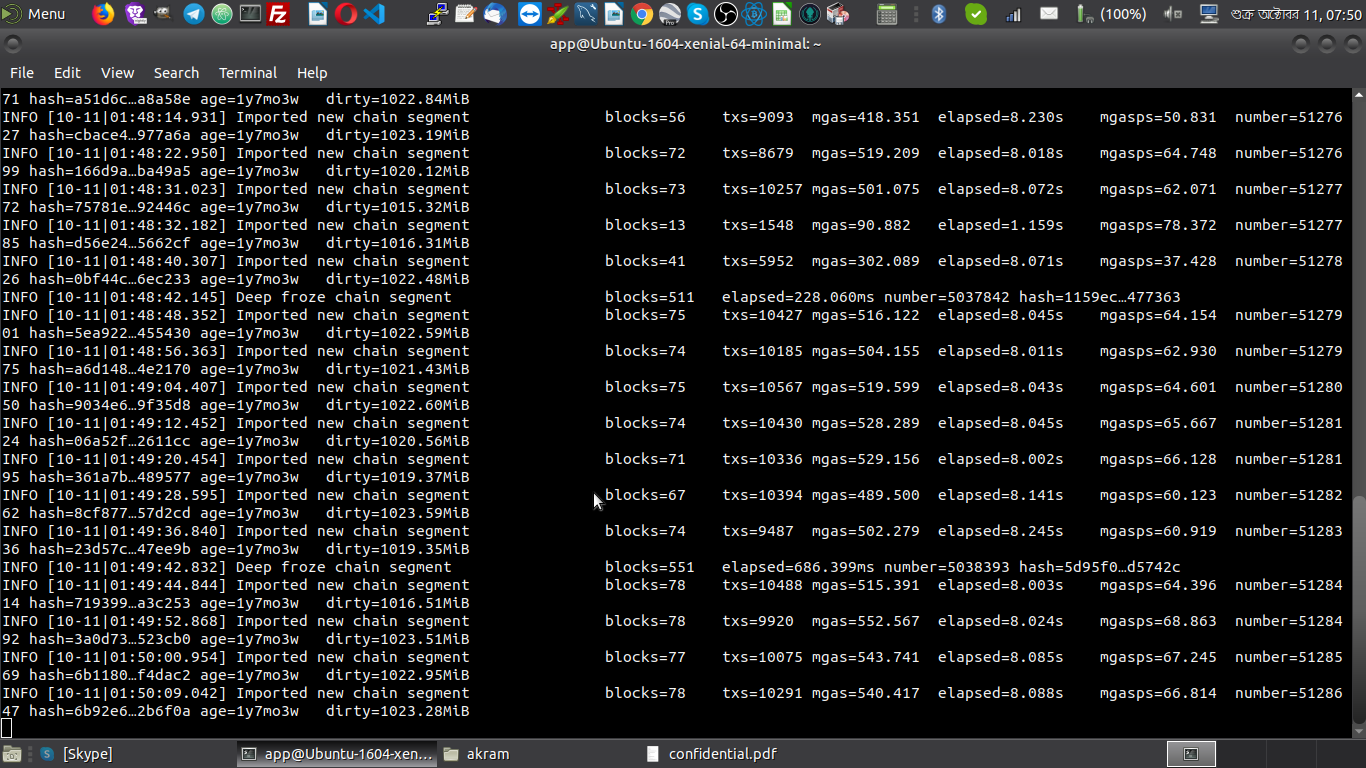 Menu (100%) শুক্র অক্টোবর 11, 07:50
app@Ubuntu-1604-xenial-64-minimal: ~
File Edit View Search Terminal Help
71 hash=a51d6c…a8a58e age=1y7mo3w dirty=1022.84MiB
INFO [10-11|01:48:14.931] Imported new chain segment blocks=56 txs=9093 mgas=418.351 elapsed=8.230s mgasps=50.831 number=51276
27 hash=cbace4…977a6a age=1y7mo3w dirty=1023.19MiB
INFO [10-11|01:48:22.950] Imported new chain segment blocks=72 txs=8679 mgas=519.209 elapsed=8.018s mgasps=64.748 number=51276
99 hash=166d9a…ba49a5 age=1y7mo3w dirty=1020.12MiB
INFO [10-11|01:48:31.023] Imported new chain segment blocks=73 txs=10257 mgas=501.075 elapsed=8.072s mgasps=62.071 number=51277
72 hash=75781e…92446c age=1y7mo3w dirty=1015.32MiB
INFO [10-11|01:48:32.182] Imported new chain segment blocks=13 txs=1548 mgas=90.882 elapsed=1.159s mgasps=78.372 number=51277
85 hash=d56e24…5662cf age=1y7mo3w dirty=1016.31MiB
INFO [10-11|01:48:40.307] Imported new chain segment blocks=41 txs=5952 mgas=302.089 elapsed=8.071s mgasps=37.428 number=51278
26 hash=0bf44c…6ec233 age=1y7mo3w dirty=1022.48MiB
INFO [10-11|01:48:42.145] Deep froze chain segment blocks=511 elapsed=228.060ms number=5037842 hash=1159ec…477363
INFO [10-11|01:48:48.352] Imported new chain segment blocks=75 txs=10427 mgas=516.122 elapsed=8.045s mgasps=64.154 number=51279
01 hash=5ea922…455430 age=1y7mo3w dirty=1022.59MiB
INFO [10-11|01:48:56.363] Imported new chain segment blocks=74 txs=10185 mgas=504.155 elapsed=8.011s mgasps=62.930 number=51279
75 hash=a6d148…4e2170 age=1y7mo3w dirty=1021.43MiB
INFO [10-11|01:49:04.407] Imported new chain segment blocks=75 txs=10567 mgas=519.599 elapsed=8.043s mgasps=64.601 number=51280
50 hash=9034e6…9f35d8 age=1y7mo3w dirty=1022.60MiB
INFO [10-11|01:49:12.452] Imported new chain segment blocks=74 txs=10430 mgas=528.289 elapsed=8.045s mgasps=65.667 number=51281
24 hash=06a52f…2611cc age=1y7mo3w dirty=1020.56MiB
INFO [10-11|01:49:20.454] Imported new chain segment blocks=71 txs=10336 mgas=529.156 elapsed=8.002s mgasps=66.128 number=51281
95 hash=361a7b…489577 age=1y7mo3w dirty=1019.37MiB
INFO [10-11|01:49:28.595] Imported new chain segment blocks=67 txs=10394 mgas=489.500 elapsed=8.141s mgasps=60.123 number=51282
62 hash=8cf877…57d2cd age=1y7mo3w dirty=1023.59MiB
INFO [10-11|01:49:36.840] Imported new chain segment blocks=74 txs=9487 mgas=502.279 elapsed=8.245s mgasps=60.919 number=51283
36 hash=23d57c…47ee9b age=1y7mo3w dirty=1019.35MiB
INFO [10-11|01:49:42.832] Deep froze chain segment blocks=551 elapsed=686.399ms number=5038393 hash=5d95f0…d5742c
INFO [10-11|01:49:44.844] Imported new chain segment blocks=78 txs=10488 mgas=515.391 elapsed=8.003s mgasps=64.396 number=51284
14 hash=719399…a3c253 age=1y7mo3w dirty=1016.51MiB
INFO [10-11|01:49:52.868] Imported new chain segment blocks=78 txs=9920 mgas=552.567 elapsed=8.024s mgasps=68.863 number=51284
92 hash=3a0d73…523cb0 age=1y7mo3w dirty=1023.51MiB
INFO [10-11|01:50:00.954] Imported new chain segment blocks=77 txs=10075 mgas=543.741 elapsed=8.085s mgasps=67.245 number=51285
69 hash=6b1180…f4dac2 age=1y7mo3w dirty=1022.95MiB
INFO [10-11|01:50:09.042] Imported new chain segment blocks=78 txs=10291 mgas=540.417 elapsed=8.088s mgasps=66.814 number=51286
47 hash=6b92e6…2b6f0a age=1y7mo3w dirty=1023.28MiB
[Skype] app@Ubuntu-1604-xen… akram confidential.pdf